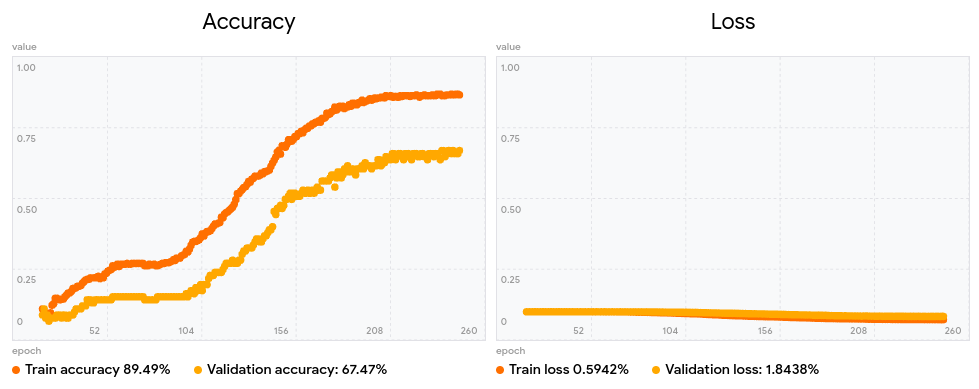 Accuracy
value
1.00
0.75
0.50
0.25
0
52 104 156 208 260
epoch
Train accuracy 89.49% Validation accuracy: 67.47%
Loss
value
1.00
0.75
0.50
0.25
0
52 104 156 208 260
epoch
Train loss 0.5942% Validation loss: 1.8438%